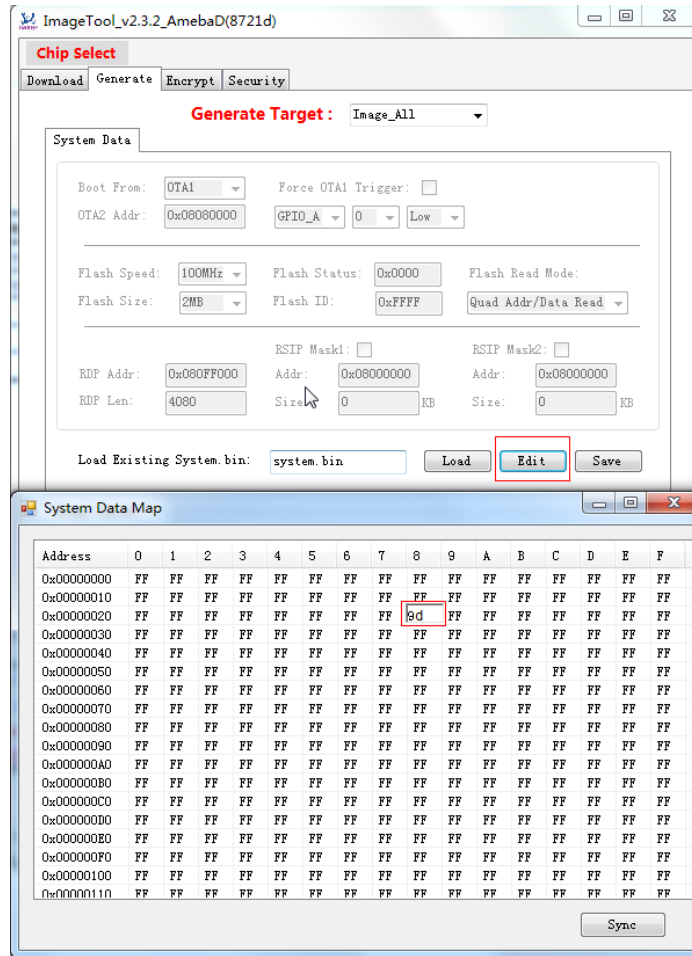 ImageTool_v2.3.2_AmebaD(8721d)
Chip Select
Download Generate Encrypt Security
Generate Target : Image_All
System Data
Boot From: OTA1 Force OTA1 Trigger:
OTA2 Addr: 0x08080000 GPIO_A 0 Low
Flash Speed: 100MHz Flash Status: 0x0000 Flash Read Mode:
Flash Size: 2MB Flash ID: 0xFFFF Quad Addr/Data Read
RSIP Mask1: RSIP Mask2:
RDP Addr: 0x080FF000 Addr: 0x08000000 Addr: 0x08000000
RDP Len: 4080 Size: 0 KB Size: 0 KB
Load Existing System.bin: system.bin Load Edit Save
System Data Map
Address 0 1 2 3 4 5 6 7 8 9 A B C D E F
0x00000000 FF FF FF FF FF FF FF FF FF FF FF FF FF FF FF FF
0x00000010 FF FF FF FF FF FF FF FF FF FF FF FF FF FF FF FF
0x00000020 FF FF FF FF FF FF FF FF 9d FF FF FF FF FF FF FF
0x00000030 FF FF FF FF FF FF FF FF FF FF FF FF FF FF FF FF
0x00000040 FF FF FF FF FF FF FF FF FF FF FF FF FF FF FF FF
0x00000050 FF FF FF FF FF FF FF FF FF FF FF FF FF FF FF FF
0x00000060 FF FF FF FF FF FF FF FF FF FF FF FF FF FF FF FF
0x00000070 FF FF FF FF FF FF FF FF FF FF FF FF FF FF FF FF
0x00000080 FF FF FF FF FF FF FF FF FF FF FF FF FF FF FF FF
0x00000090 FF FF FF FF FF FF FF FF FF FF FF FF FF FF FF FF
0x000000A0 FF FF FF FF FF FF FF FF FF FF FF FF FF FF FF FF
0x000000B0 FF FF FF FF FF FF FF FF FF FF FF FF FF FF FF FF
0x000000C0 FF FF FF FF FF FF FF FF FF FF FF FF FF FF FF FF
0x000000D0 FF FF FF FF FF FF FF FF FF FF FF FF FF FF FF FF
0x000000E0 FF FF FF FF FF FF FF FF FF FF FF FF FF FF FF FF
0x000000F0 FF FF FF FF FF FF FF FF FF FF FF FF FF FF FF FF
0x00000100 FF FF FF FF FF FF FF FF FF FF FF FF FF FF FF FF
0x00000110 FF FF FF FF FF FF FF FF FF FF FF FF FF FF FF FF
Sync